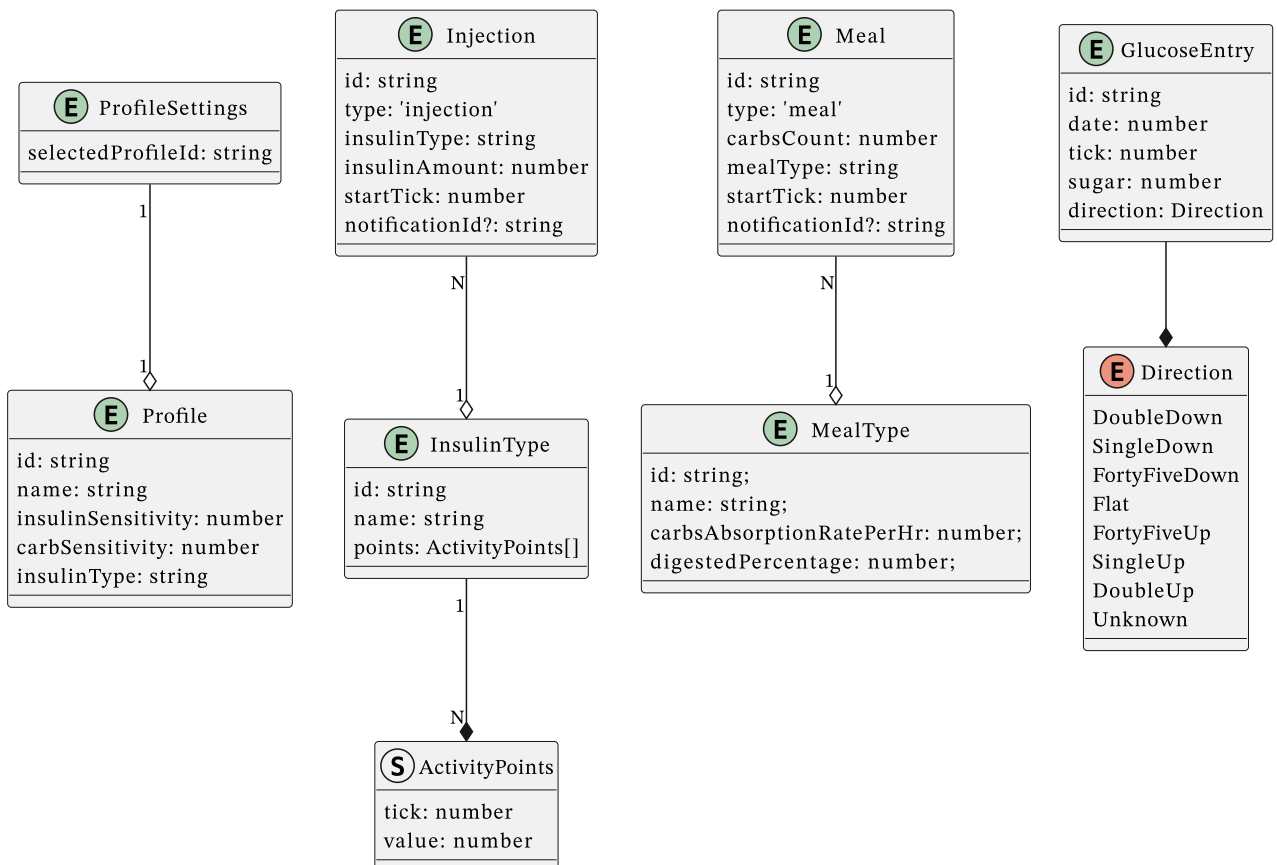 E ProfileSettings
selectedProfileId: string
1
1
E Profile
id: string
name: string
insulinSensitivity: number
carbSensitivity: number
insulinType: string
E Injection
id: string
type: 'injection'
insulinType: string
insulinAmount: number
startTick: number
notificationId?: string
N
1
E InsulinType
id: string
name: string
points: ActivityPoints[]
1
N
S ActivityPoints
tick: number
value: number
E Meal
id: string
type: 'meal'
carbsCount: number
mealType: string
startTick: number
notificationId?: string
N
1
E MealType
id: string;
name: string;
carbsAbsorptionRatePerHr: number;
digestedPercentage: number;
E GlucoseEntry
id: string
date: number
tick: number
sugar: number
direction: Direction
E Direction
DoubleDown
SingleDown
FortyFiveDown
Flat
FortyFiveUp
SingleUp
DoubleUp
Unknown